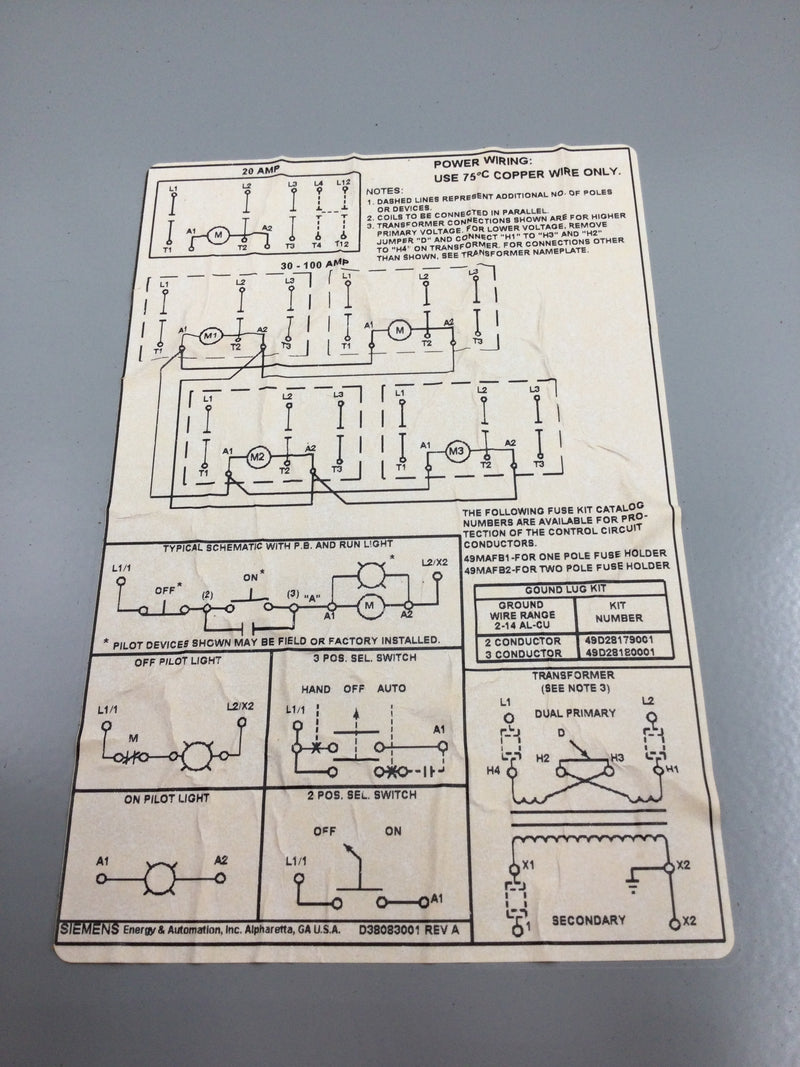 20 AMP
L1 L2 L3 L4 L12
A1 M A2
T1 T2 T3 T4 T12
POWER WIRING:
USE 75°C COPPER WIRE ONLY.
NOTES:
1. DASHED LINES REPRESENT ADDITIONAL NO. OF POLES
OR DEVICES.
2. COILS TO BE CONNECTED IN PARALLEL.
3. TRANSFORMER CONNECTIONS SHOWN ARE FOR HIGHER
PRIMARY VOLTAGE. FOR LOWER VOLTAGE, REMOVE
JUMPER "D" AND CONNECT "H1" TO "H3" AND "H2"
TO "H4" ON TRANSFORMER. FOR CONNECTIONS OTHER
THAN SHOWN, SEE TRANSFORMER NAMEPLATE.
30 - 100 AMP
L1 L2 L3 L1 L2 L3
A1 M1 A2 A1 M A2
T1 T2 T3 T1 T2 T3
L1 L2 L3 L1 L2 L3
A1 M2 A2 A1 M3 A2
T1 T2 T3 T1 T2 T3
THE FOLLOWING FUSE KIT CATALOG
NUMBERS ARE AVAILABLE FOR PRO-
TECTION OF THE CONTROL CIRCUIT
CONDUCTORS.
49MAFB1-FOR ONE POLE FUSE HOLDER
49MAFB2-FOR TWO POLE FUSE HOLDER
TYPICAL SCHEMATIC WITH P.B. AND RUN LIGHT
L1/1 OFF* (2) ON* (3) "A" A1 M * A2 L2/X2
* PILOT DEVICES SHOWN MAY BE FIELD OR FACTORY INSTALLED.
GOUND LUG KIT
GROUND
WIRE RANGE
2-14 AL-CU
KIT
NUMBER
2 CONDUCTOR 49D28179001
3 CONDUCTOR 49D28180001
OFF PILOT LIGHT
L1/1 M L2/X2
3 POS. SEL. SWITCH
HAND OFF AUTO
L1/1 A1
TRANSFORMER
(SEE NOTE 3)
L1 DUAL PRIMARY L2
D
H4 H2 H3 H1
X1 X2
SECONDARY
1 X2
ON PILOT LIGHT
A1 A2
2 POS. SEL. SWITCH
OFF ON
L1/1 A1
SIEMENS Energy & Automation, Inc. Alpharetta, GA U.S.A. D38083001 REV A